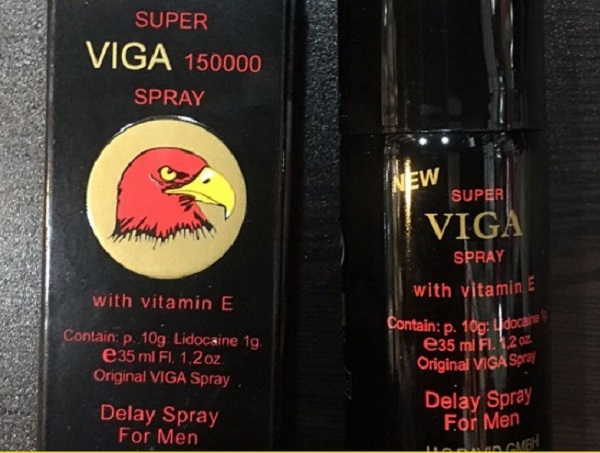 SUPER
VIGA 150000
SPRAY
with vitamin E
Contain: p. 10g: Lidocaine 1g.
e35 ml Fl. 1,2 oz.
Original VIGA Spray
Delay Spray
For Men
NEW
SUPER
VIGA
SPRAY
with vitamin E
Contain: p. 10g: Lidocaine
e35 ml Fl. 1,2 oz.
Original VIGA Spray
Delay Spray
For Men
DAVID GMBH